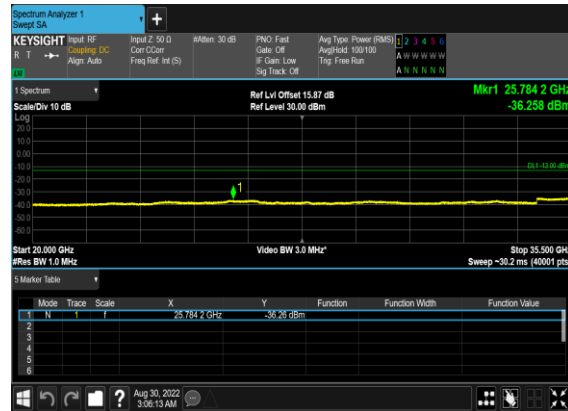 Spectrum Analyzer 1
Swept SA
KEYSIGHT Input: RF Input Z: 50 Ω #Atten: 30 dB PNO: Fast Avg Type: Power (RMS) 1 2 3 4 5 6
R T Coupling: DC Corr CCorr Gate: Off Avg|Hold: 100/100 A W W W W W
Align: Auto Freq Ref: Int (S) IF Gain: Low Trig: Free Run
Sig Track: Off A N N N N N
1 Spectrum
Ref Lvl Offset 15.87 dB Mkr1 25.784 2 GHz
Scale/Div 10 dB Ref Level 30.00 dBm -36.258 dBm
Log
20.0
10.0
0.00
-10.0
DL1 -13.00 dBm
-20.0
1
-30.0
-40.0
-50.0
-60.0
Start 20.000 GHz Video BW 3.0 MHz* Stop 35.500 GHz
#Res BW 1.0 MHz Sweep ~30.2 ms (40001 pts)
5 Marker Table
Mode Trace Scale X Y Function Function Width Function Value
1 N 1 f 25.784 2 GHz -36.26 dBm
2
3
4
5
6
? Aug 30, 2022
3:06:13 AM